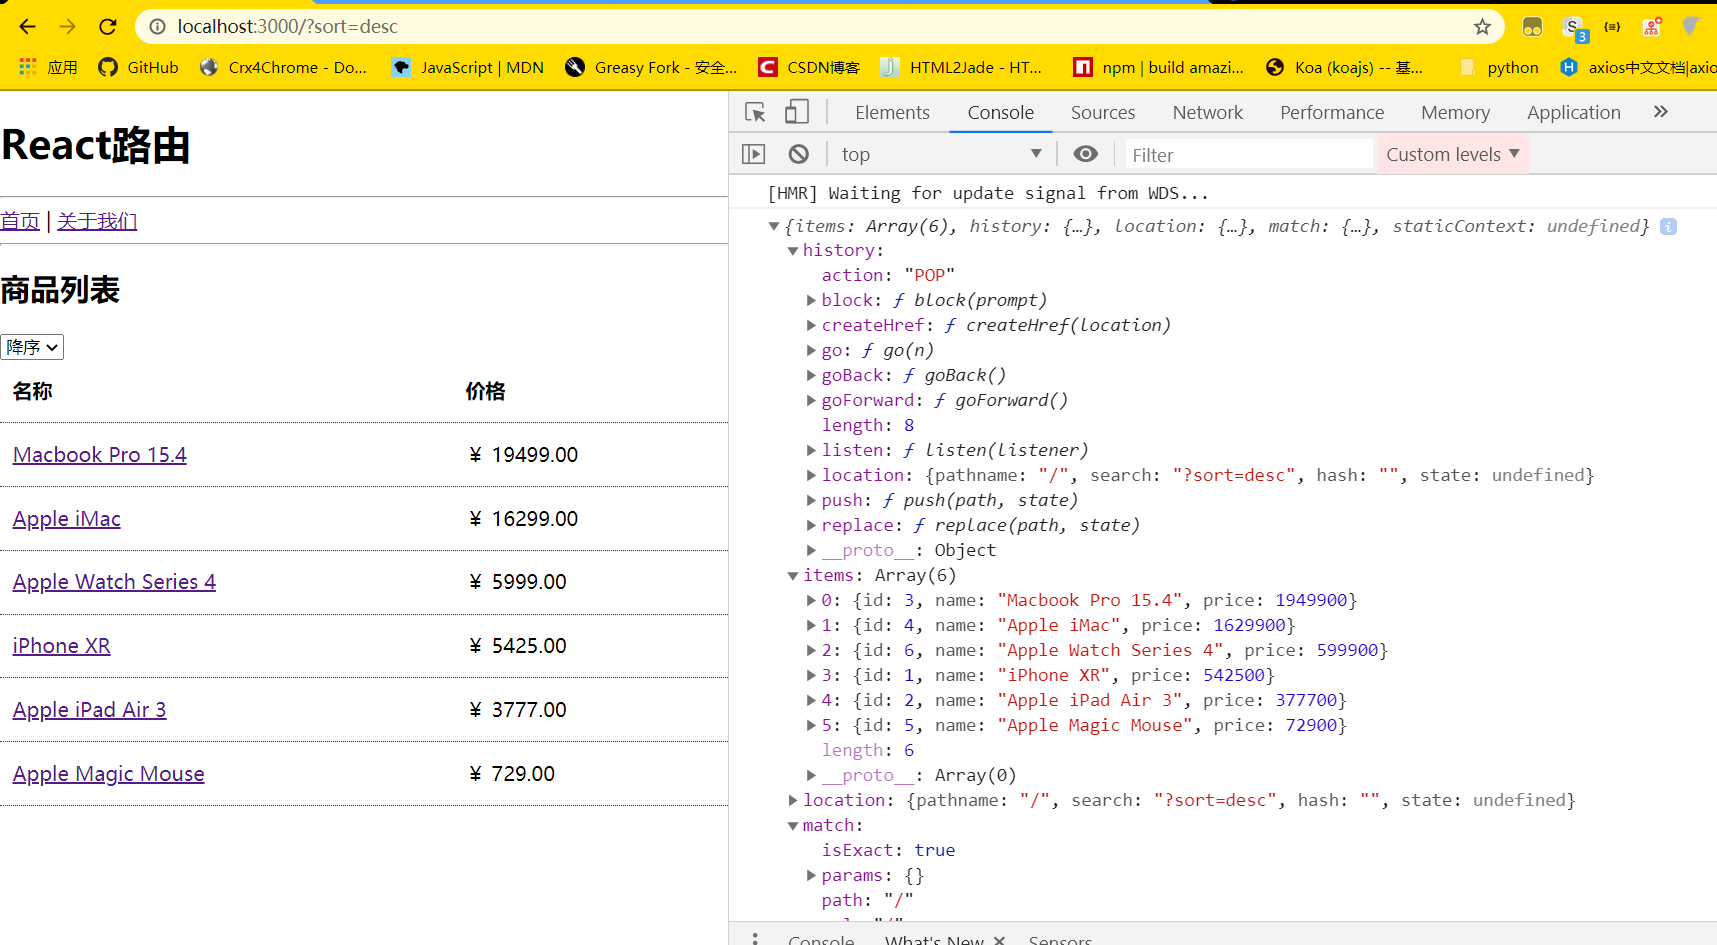 localhost:3000/?sort=desc
3
应用 GitHub Crx4Chrome - Do... JavaScript | MDN Greasy Fork - 安全... CSDN博客 HTML2Jade - HT... npm | build amazi... Koa (koajs) -- 基... python axios中文文档|axio
React路由
首页 | 关于我们
商品列表
降序
名称 价格
Macbook Pro 15.4 ¥ 19499.00
Apple iMac ¥ 16299.00
Apple Watch Series 4 ¥ 5999.00
iPhone XR ¥ 5425.00
Apple iPad Air 3 ¥ 3777.00
Apple Magic Mouse ¥ 729.00
Elements Console Sources Network Performance Memory Application »
top Filter Custom levels
[HMR] Waiting for update signal from WDS...
{items: Array(6), history: {…}, location: {…}, match: {…}, staticContext: undefined}
history:
action: "POP"
block: ƒ block(prompt)
createHref: ƒ createHref(location)
go: ƒ go(n)
goBack: ƒ goBack()
goForward: ƒ goForward()
length: 8
listen: ƒ listen(listener)
location: {pathname: "/", search: "?sort=desc", hash: "", state: undefined}
push: ƒ push(path, state)
replace: ƒ replace(path, state)
__proto__: Object
items: Array(6)
0: {id: 3, name: "Macbook Pro 15.4", price: 1949900}
1: {id: 4, name: "Apple iMac", price: 1629900}
2: {id: 6, name: "Apple Watch Series 4", price: 599900}
3: {id: 1, name: "iPhone XR", price: 542500}
4: {id: 2, name: "Apple iPad Air 3", price: 377700}
5: {id: 5, name: "Apple Magic Mouse", price: 72900}
length: 6
__proto__: Array(0)
location: {pathname: "/", search: "?sort=desc", hash: "", state: undefined}
match:
isExact: true
params: {}
path: "/"
Console What's New Sensors